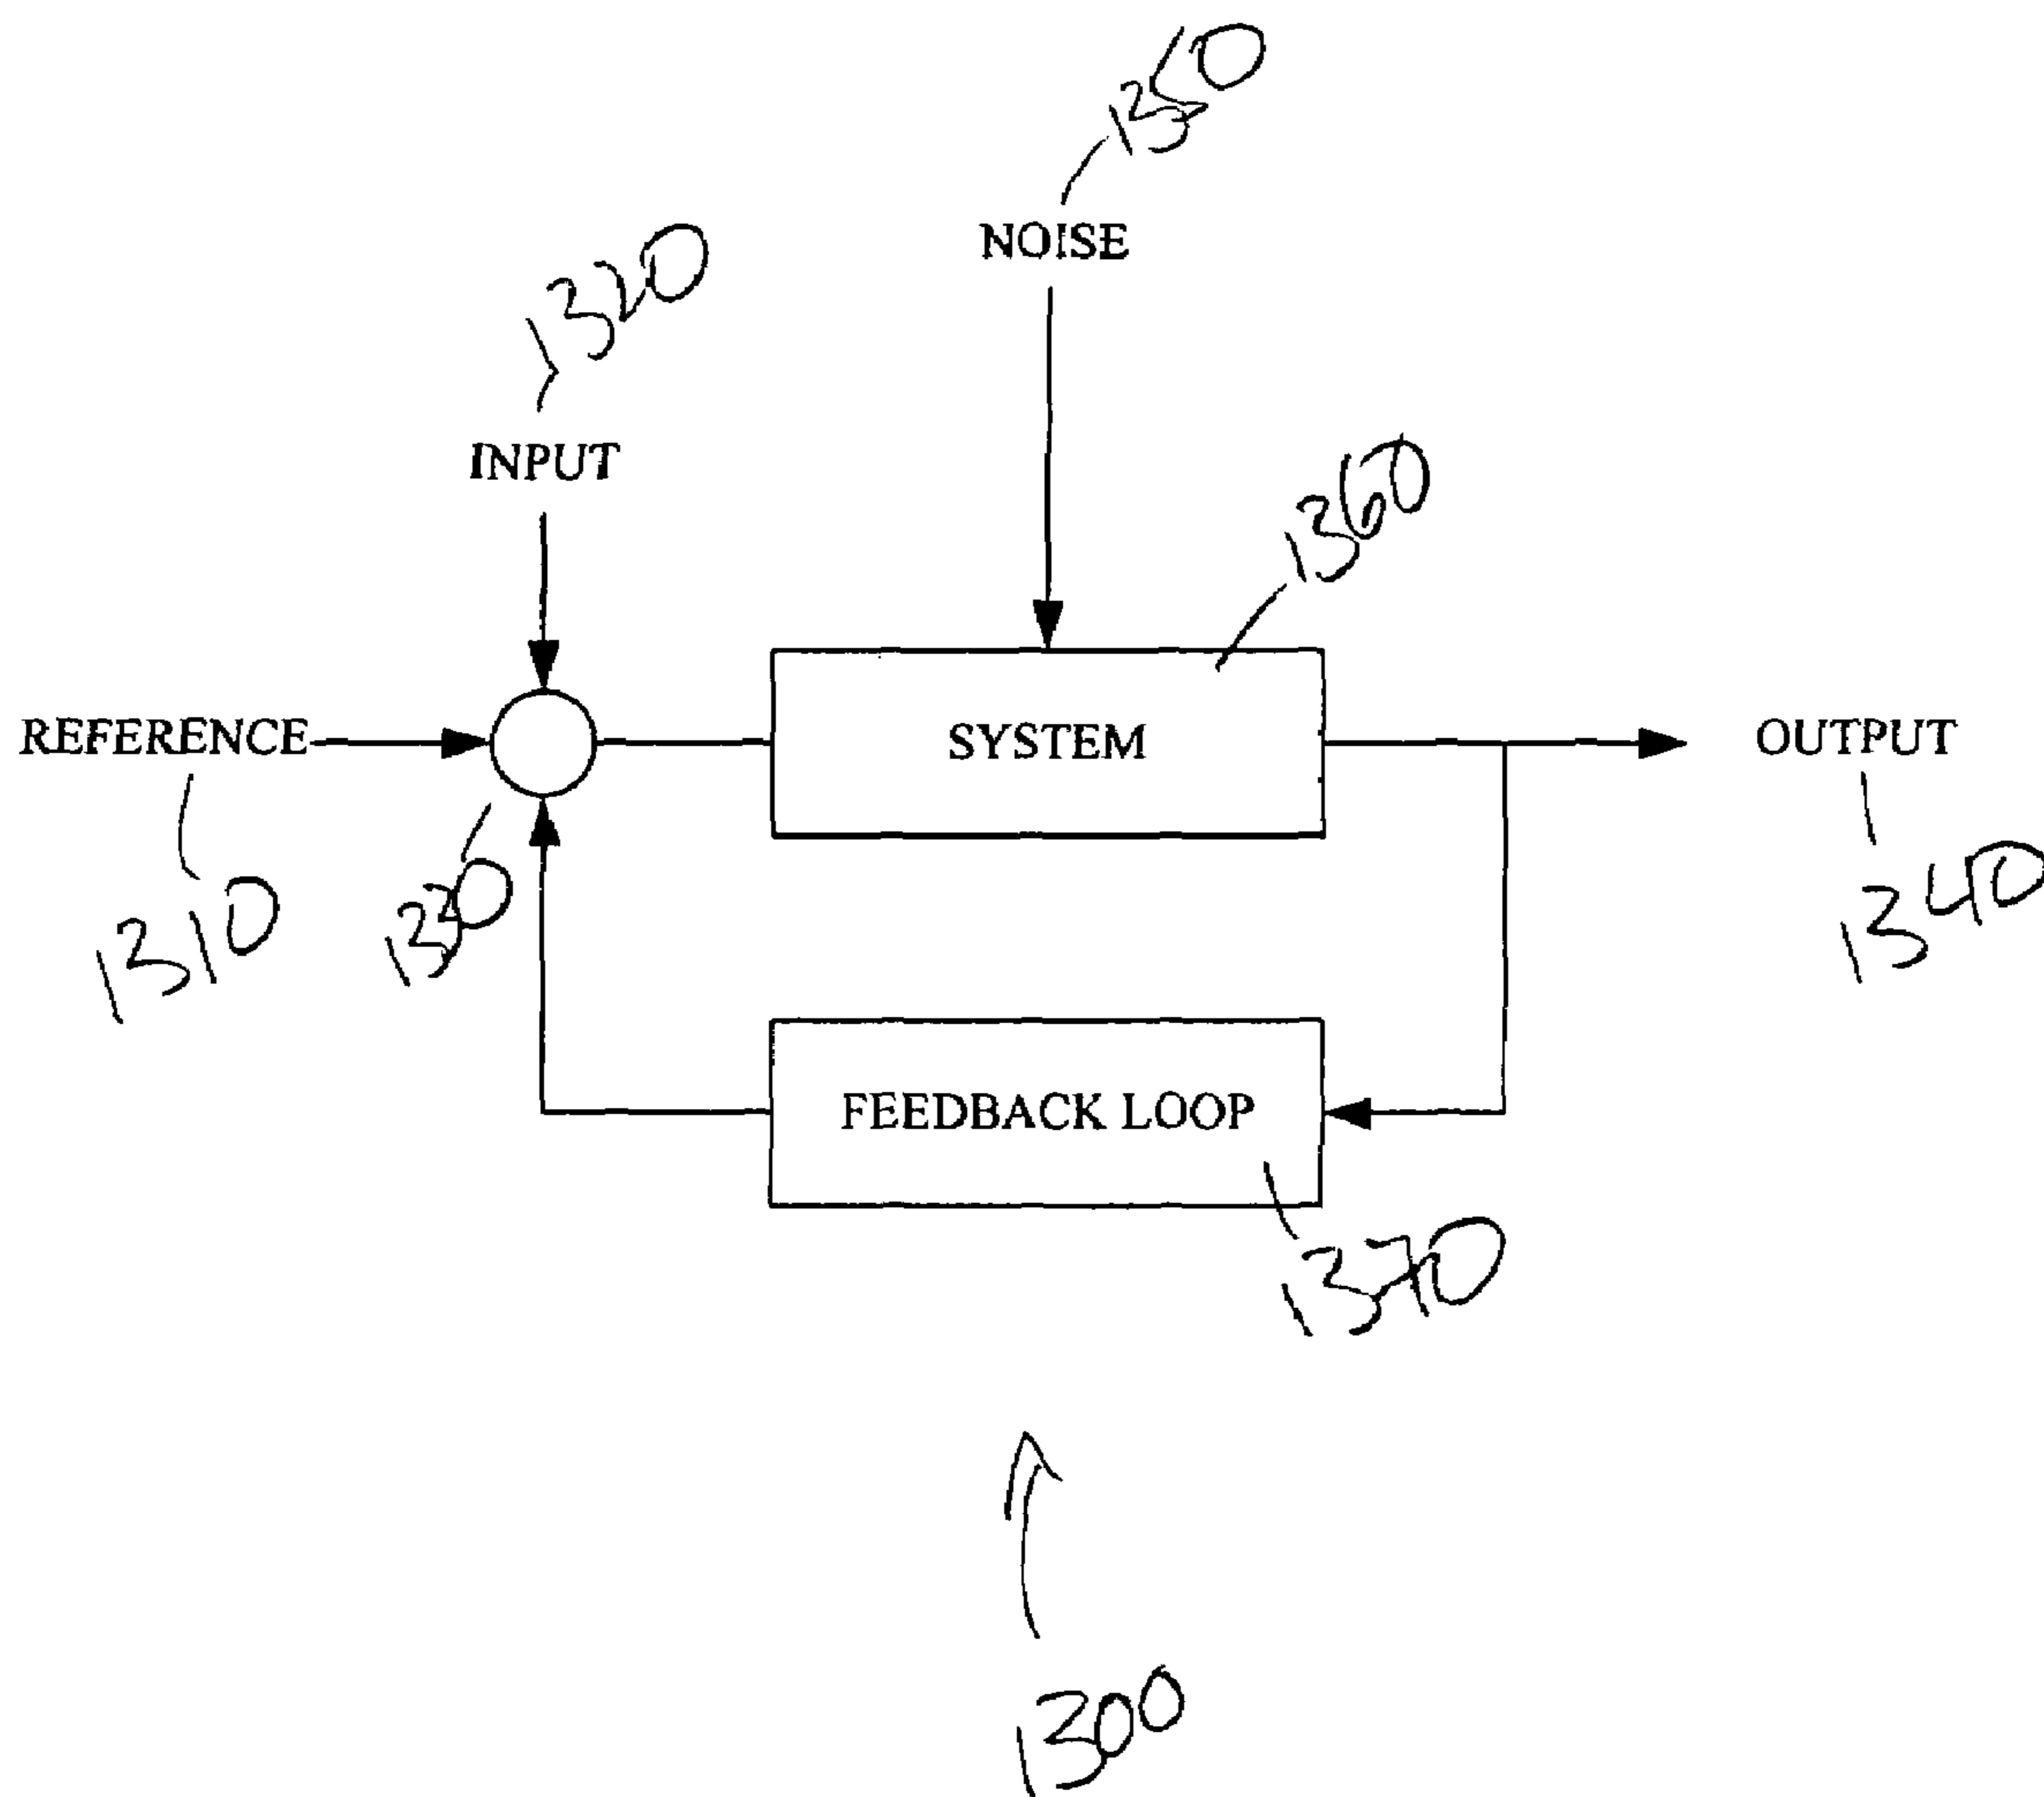 1350
NOISE
1320
INPUT
1360
REFERENCE
SYSTEM
OUTPUT
1310
1330
1340
FEEDBACK LOOP
1370
1300